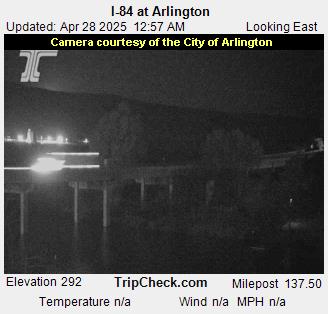 I-84 at Arlington
Updated: Apr 28 2025 12:57 AM Looking East
Camera courtesy of the City of Arlington
Elevation 292 TripCheck.com Milepost 137.50
Temperature n/a Wind n/a MPH n/a